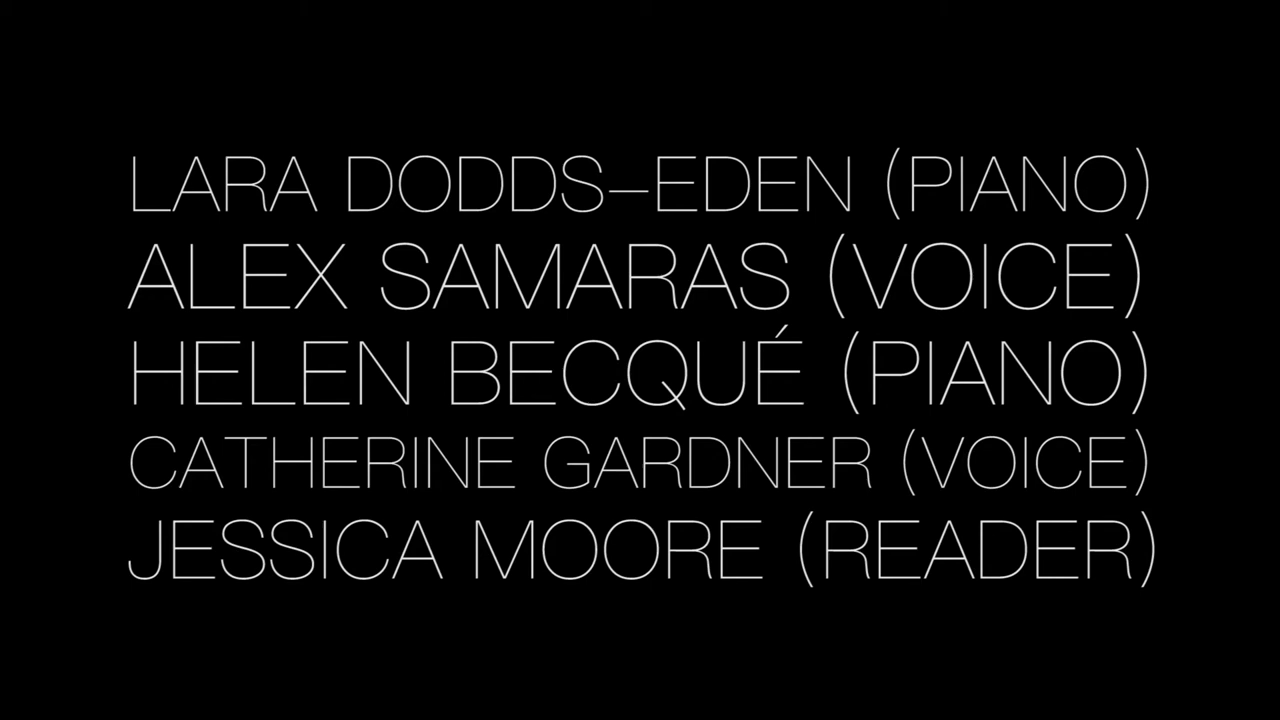 LARA DODDS–EDEN (PIANO)
ALEX SAMARAS (VOICE)
HELEN BECQUÉ (PIANO)
CATHERINE GARDNER (VOICE)
JESSICA MOORE (READER)